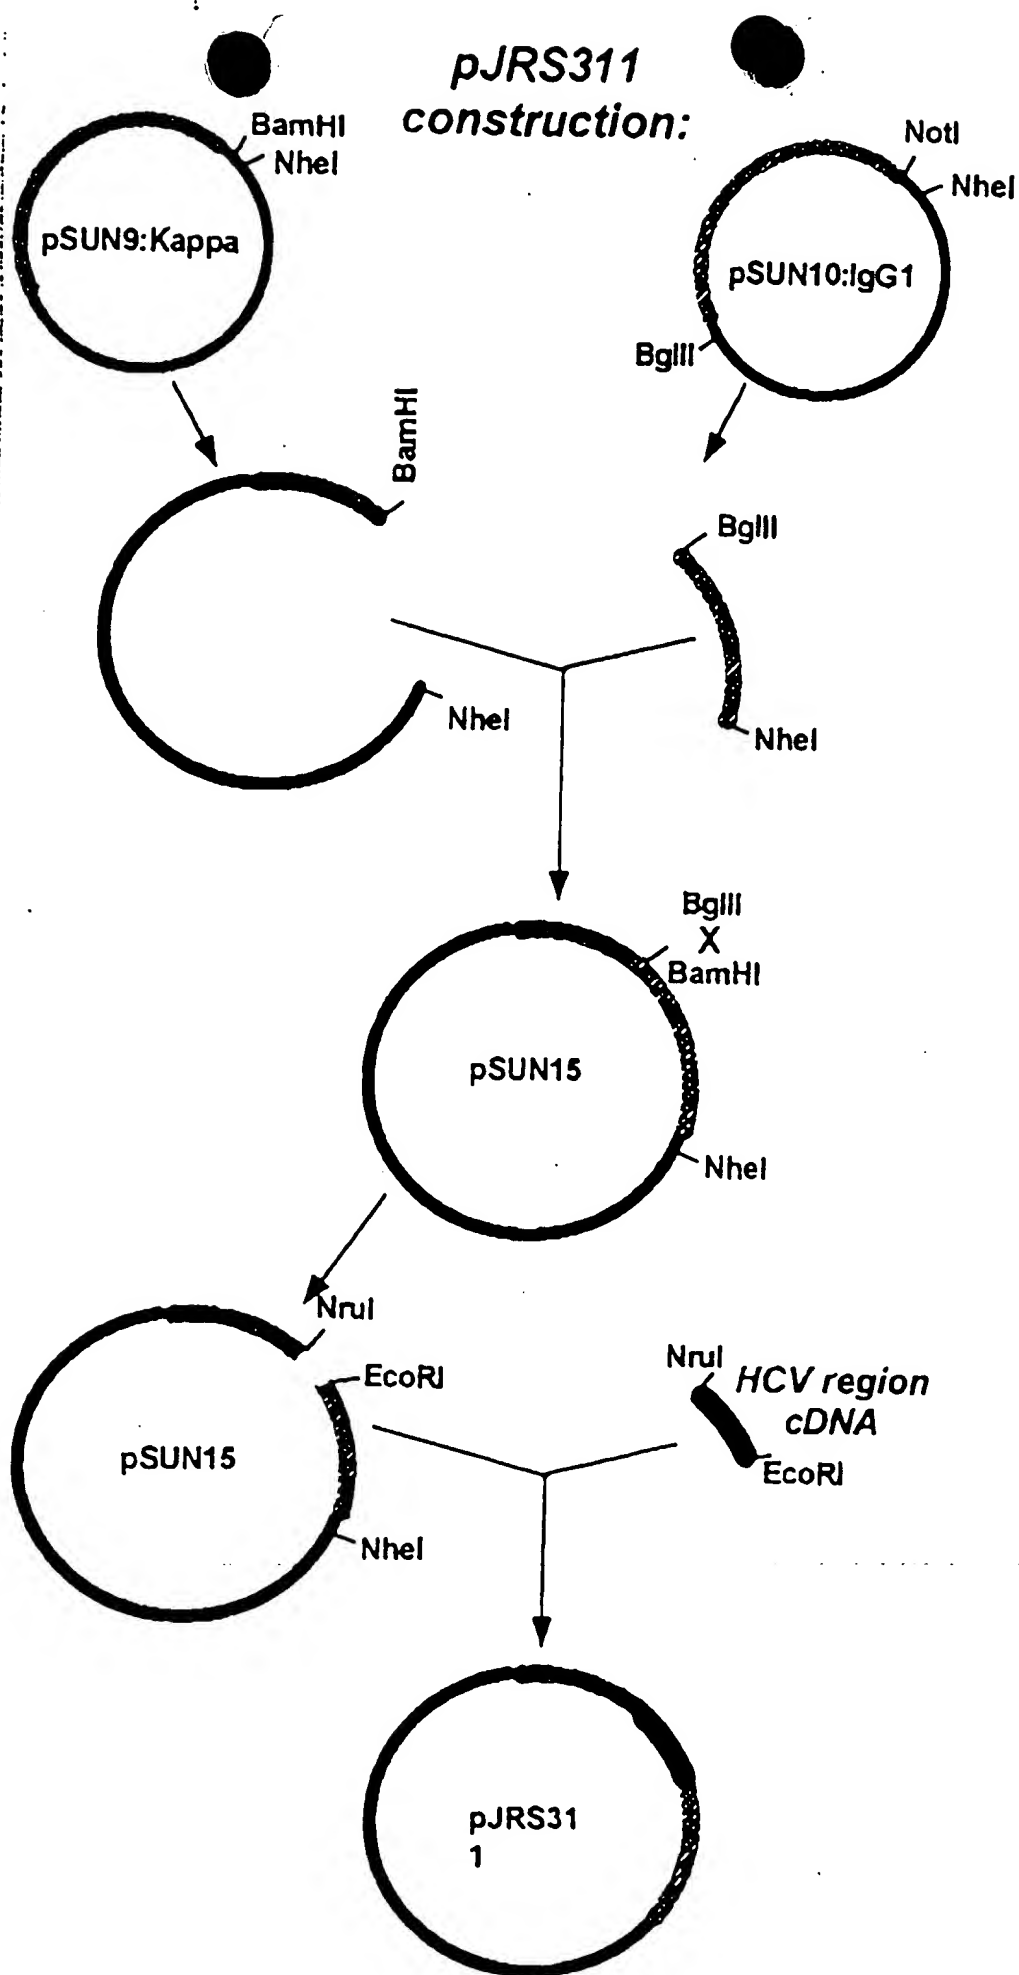 pJRS311
construction:
BamHI
NheI
pSUN9:Kappa
NotI
NheI
pSUN10:IgG1
BglII
BamHI
NheI
BglII
NheI
BglII
X
BamHI
pSUN15
NheI
NruI
EcoRI
pSUN15
NheI
NruI
HCV region
cDNA
EcoRI
pJRS31
1